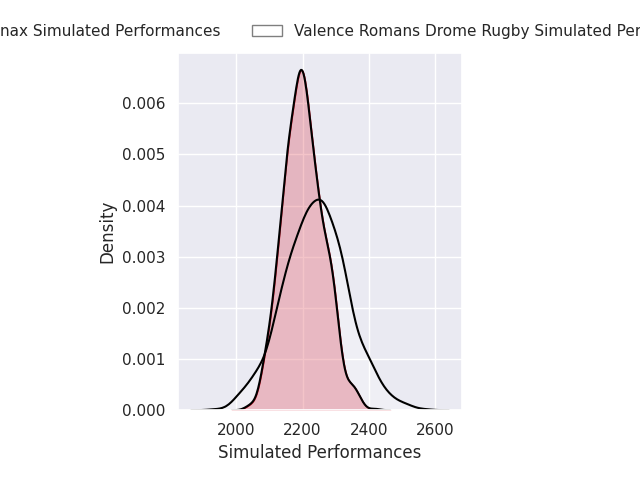 nax Simulated Performances Valence Romans Drome Rugby Simulated Per
0.006
0.005
0.004
0.003
0.002
0.001
0.000
Density
2000 2200 2400 2600
Simulated Performances